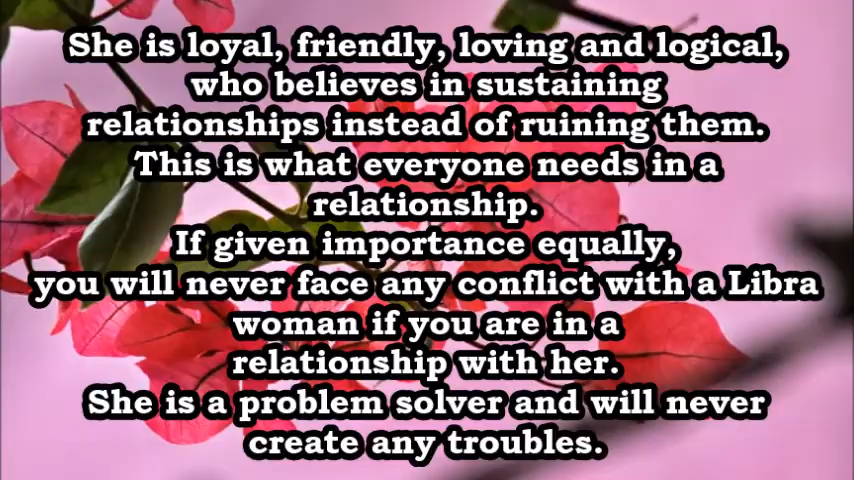 She is loyal, friendly, loving and logical,
who believes in sustaining
relationships instead of ruining them.
This is what everyone needs in a
relationship.
If given importance equally,
you will never face any conflict with a Libra
woman if you are in a
relationship with her.
She is a problem solver and will never
create any troubles.